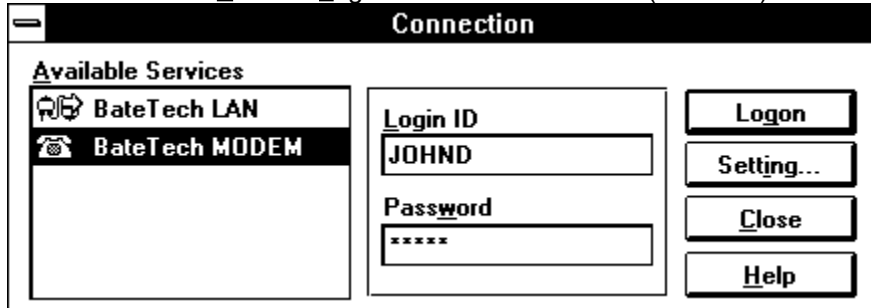 Connection
Available Services
BateTech LAN
BateTech MODEM
Login ID
JOHND
Password
*****
Logon
Setting...
Close
Help